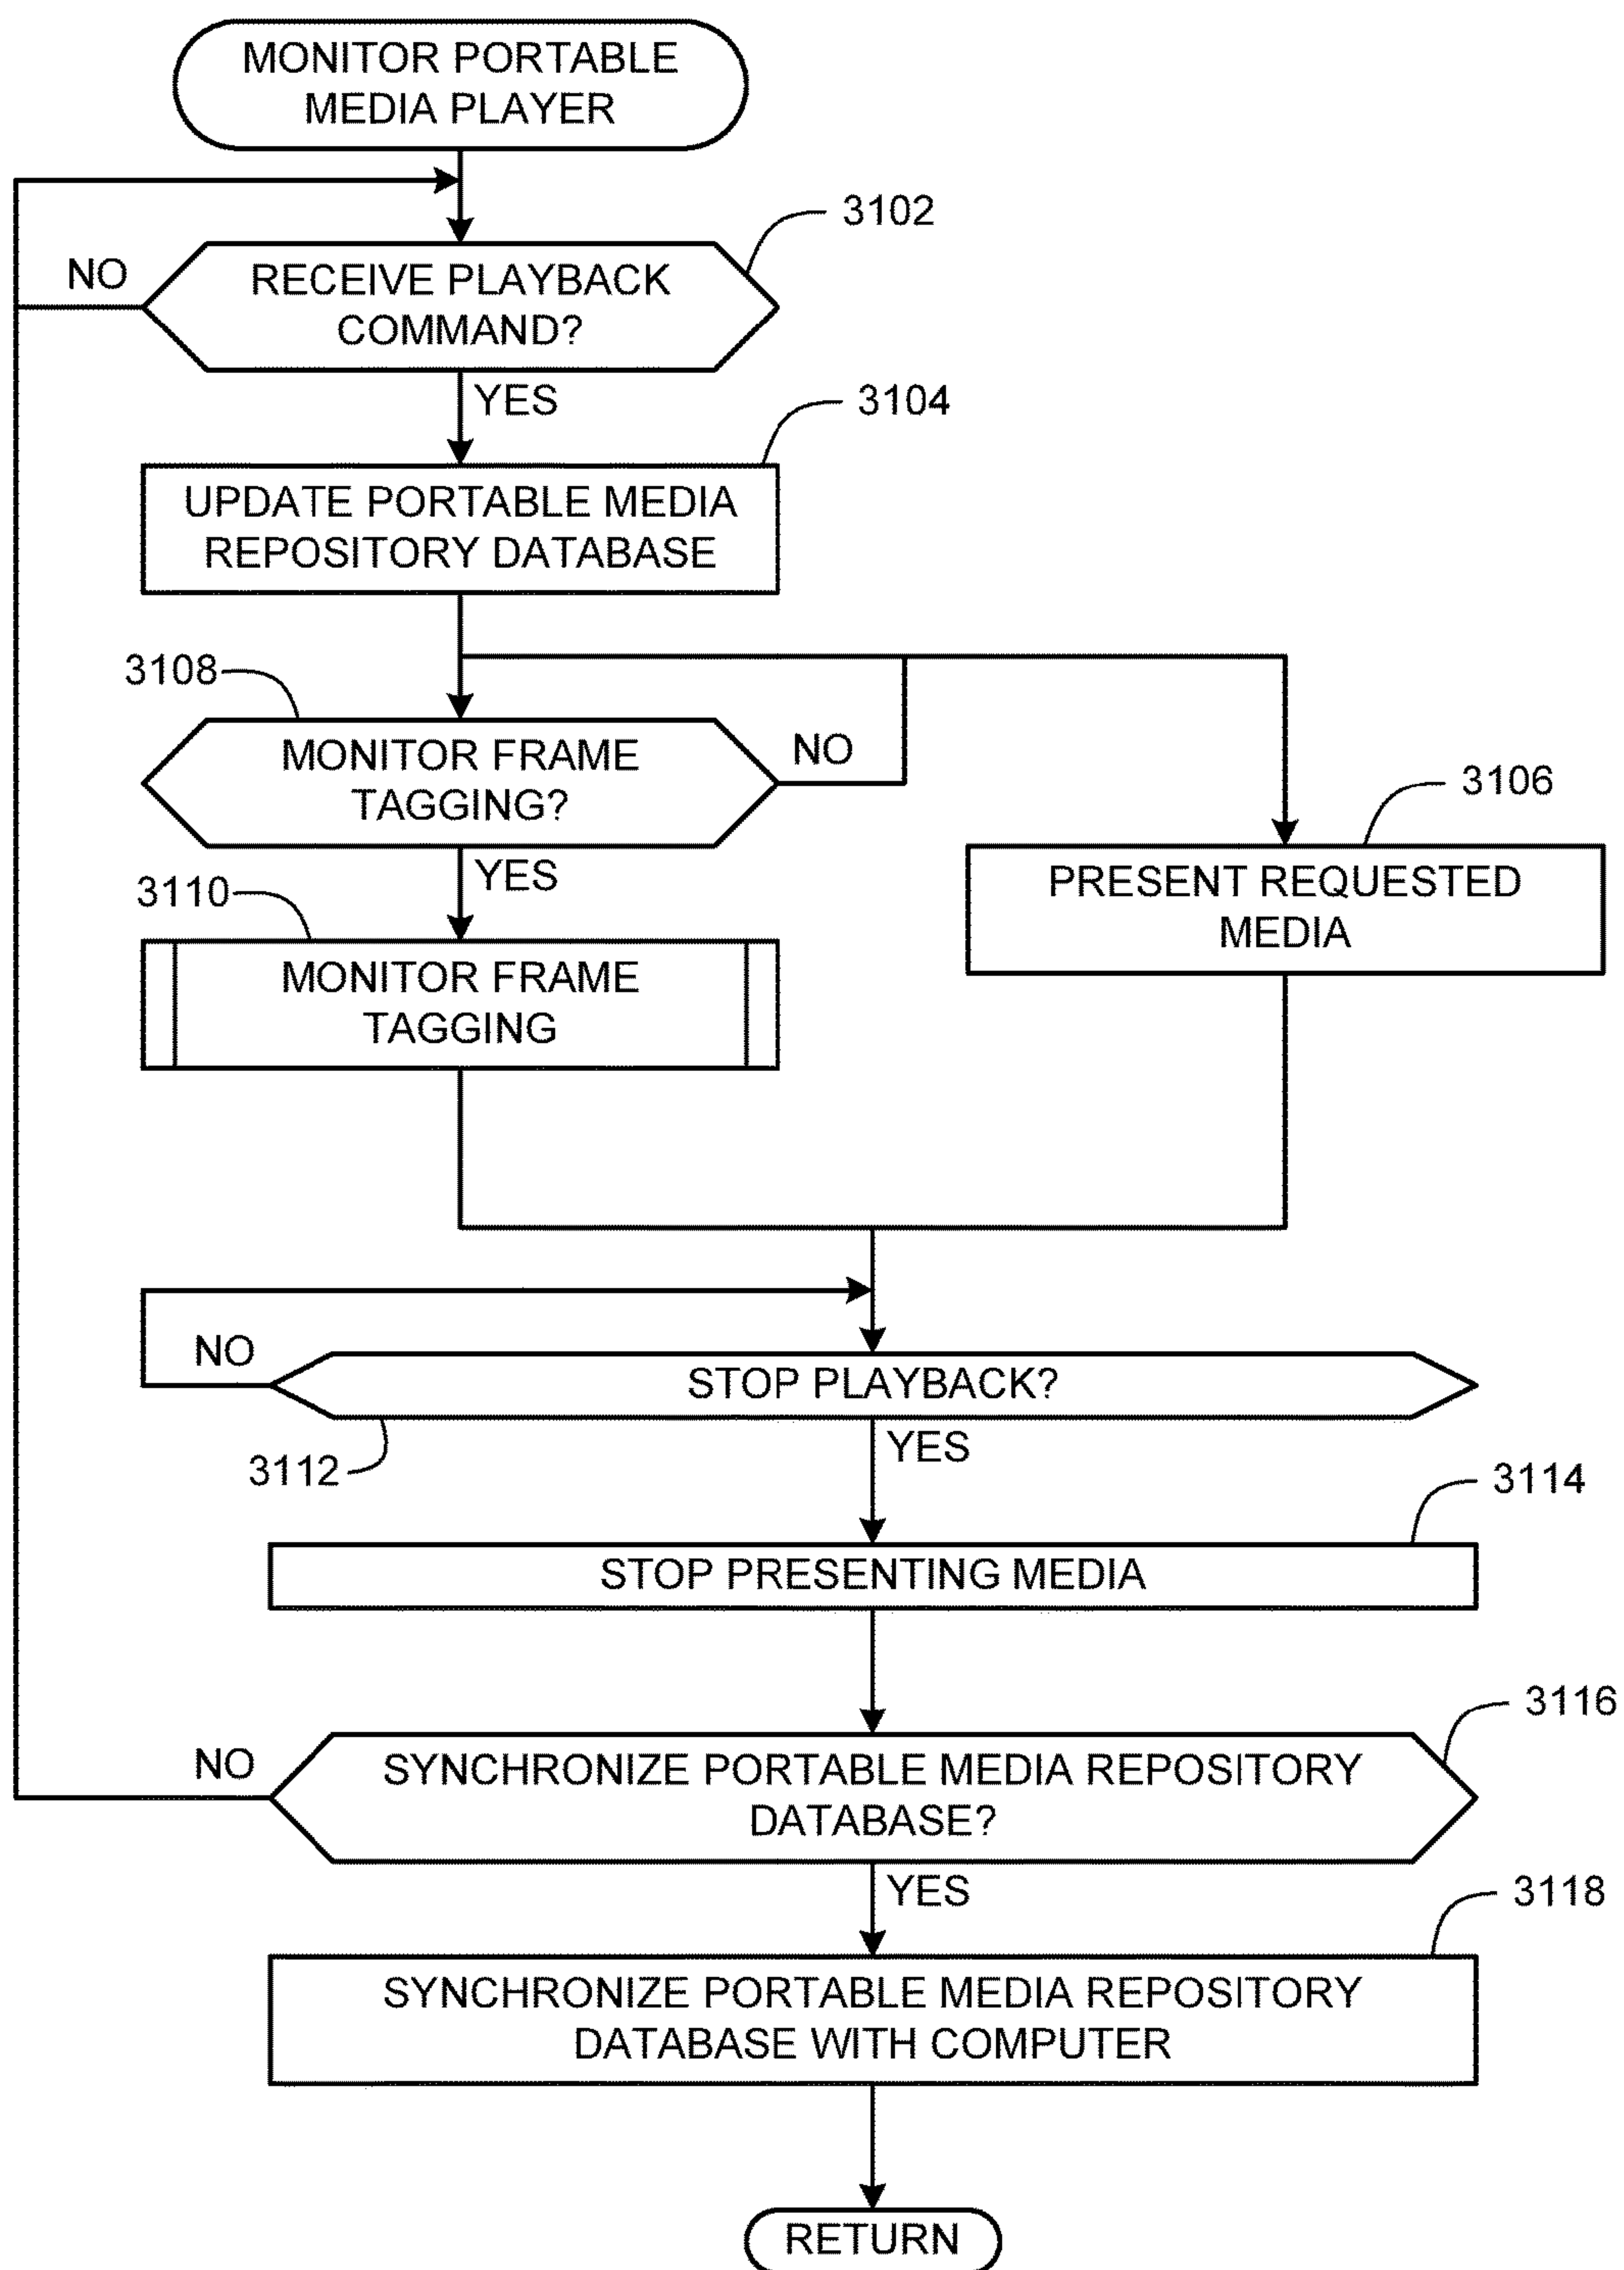 MONITOR PORTABLE
MEDIA PLAYER
3102
NO
RECEIVE PLAYBACK
COMMAND?
YES
3104
UPDATE PORTABLE MEDIA
REPOSITORY DATABASE
3108
MONITOR FRAME
TAGGING?
NO
3106
PRESENT REQUESTED
MEDIA
YES
3110
MONITOR FRAME
TAGGING
NO
STOP PLAYBACK?
3112
YES
3114
STOP PRESENTING MEDIA
3116
NO
SYNCHRONIZE PORTABLE MEDIA REPOSITORY
DATABASE?
YES
3118
SYNCHRONIZE PORTABLE MEDIA REPOSITORY
DATABASE WITH COMPUTER
RETURN